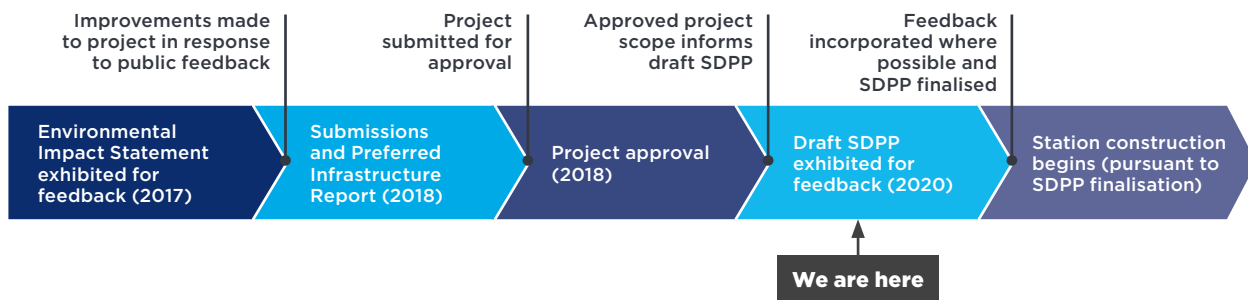 Improvements made
to project in response
to public feedback
Project
submitted for
approval
Approved project
scope informs
draft SDPP
Feedback
incorporated where
possible and
SDPP finalised
Environmental
Impact Statement
exhibited for
feedback (2017)
Submissions
and Preferred
Infrastructure
Report (2018)
Project approval
(2018)
Draft SDPP
exhibited for
feedback (2020)
Station construction
begins (pursuant to
SDPP finalisation)
We are here